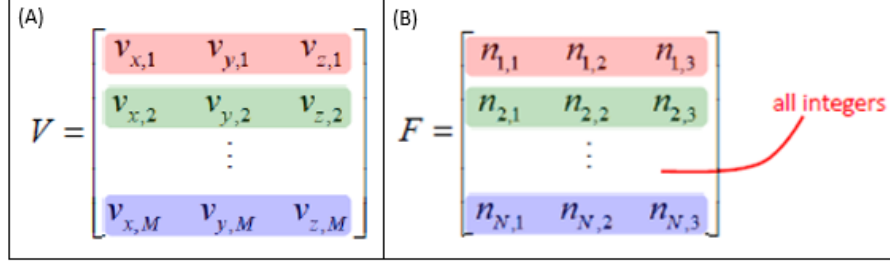 (A)
V = [ v_{x,1} v_{y,1} v_{z,1}
v_{x,2} v_{y,2} v_{z,2}
⋮
v_{x,M} v_{y,M} v_{z,M} ]
(B)
F = [ n_{1,1} n_{1,2} n_{1,3}
n_{2,1} n_{2,2} n_{2,3}
⋮
n_{N,1} n_{N,2} n_{N,3} ]
all integers